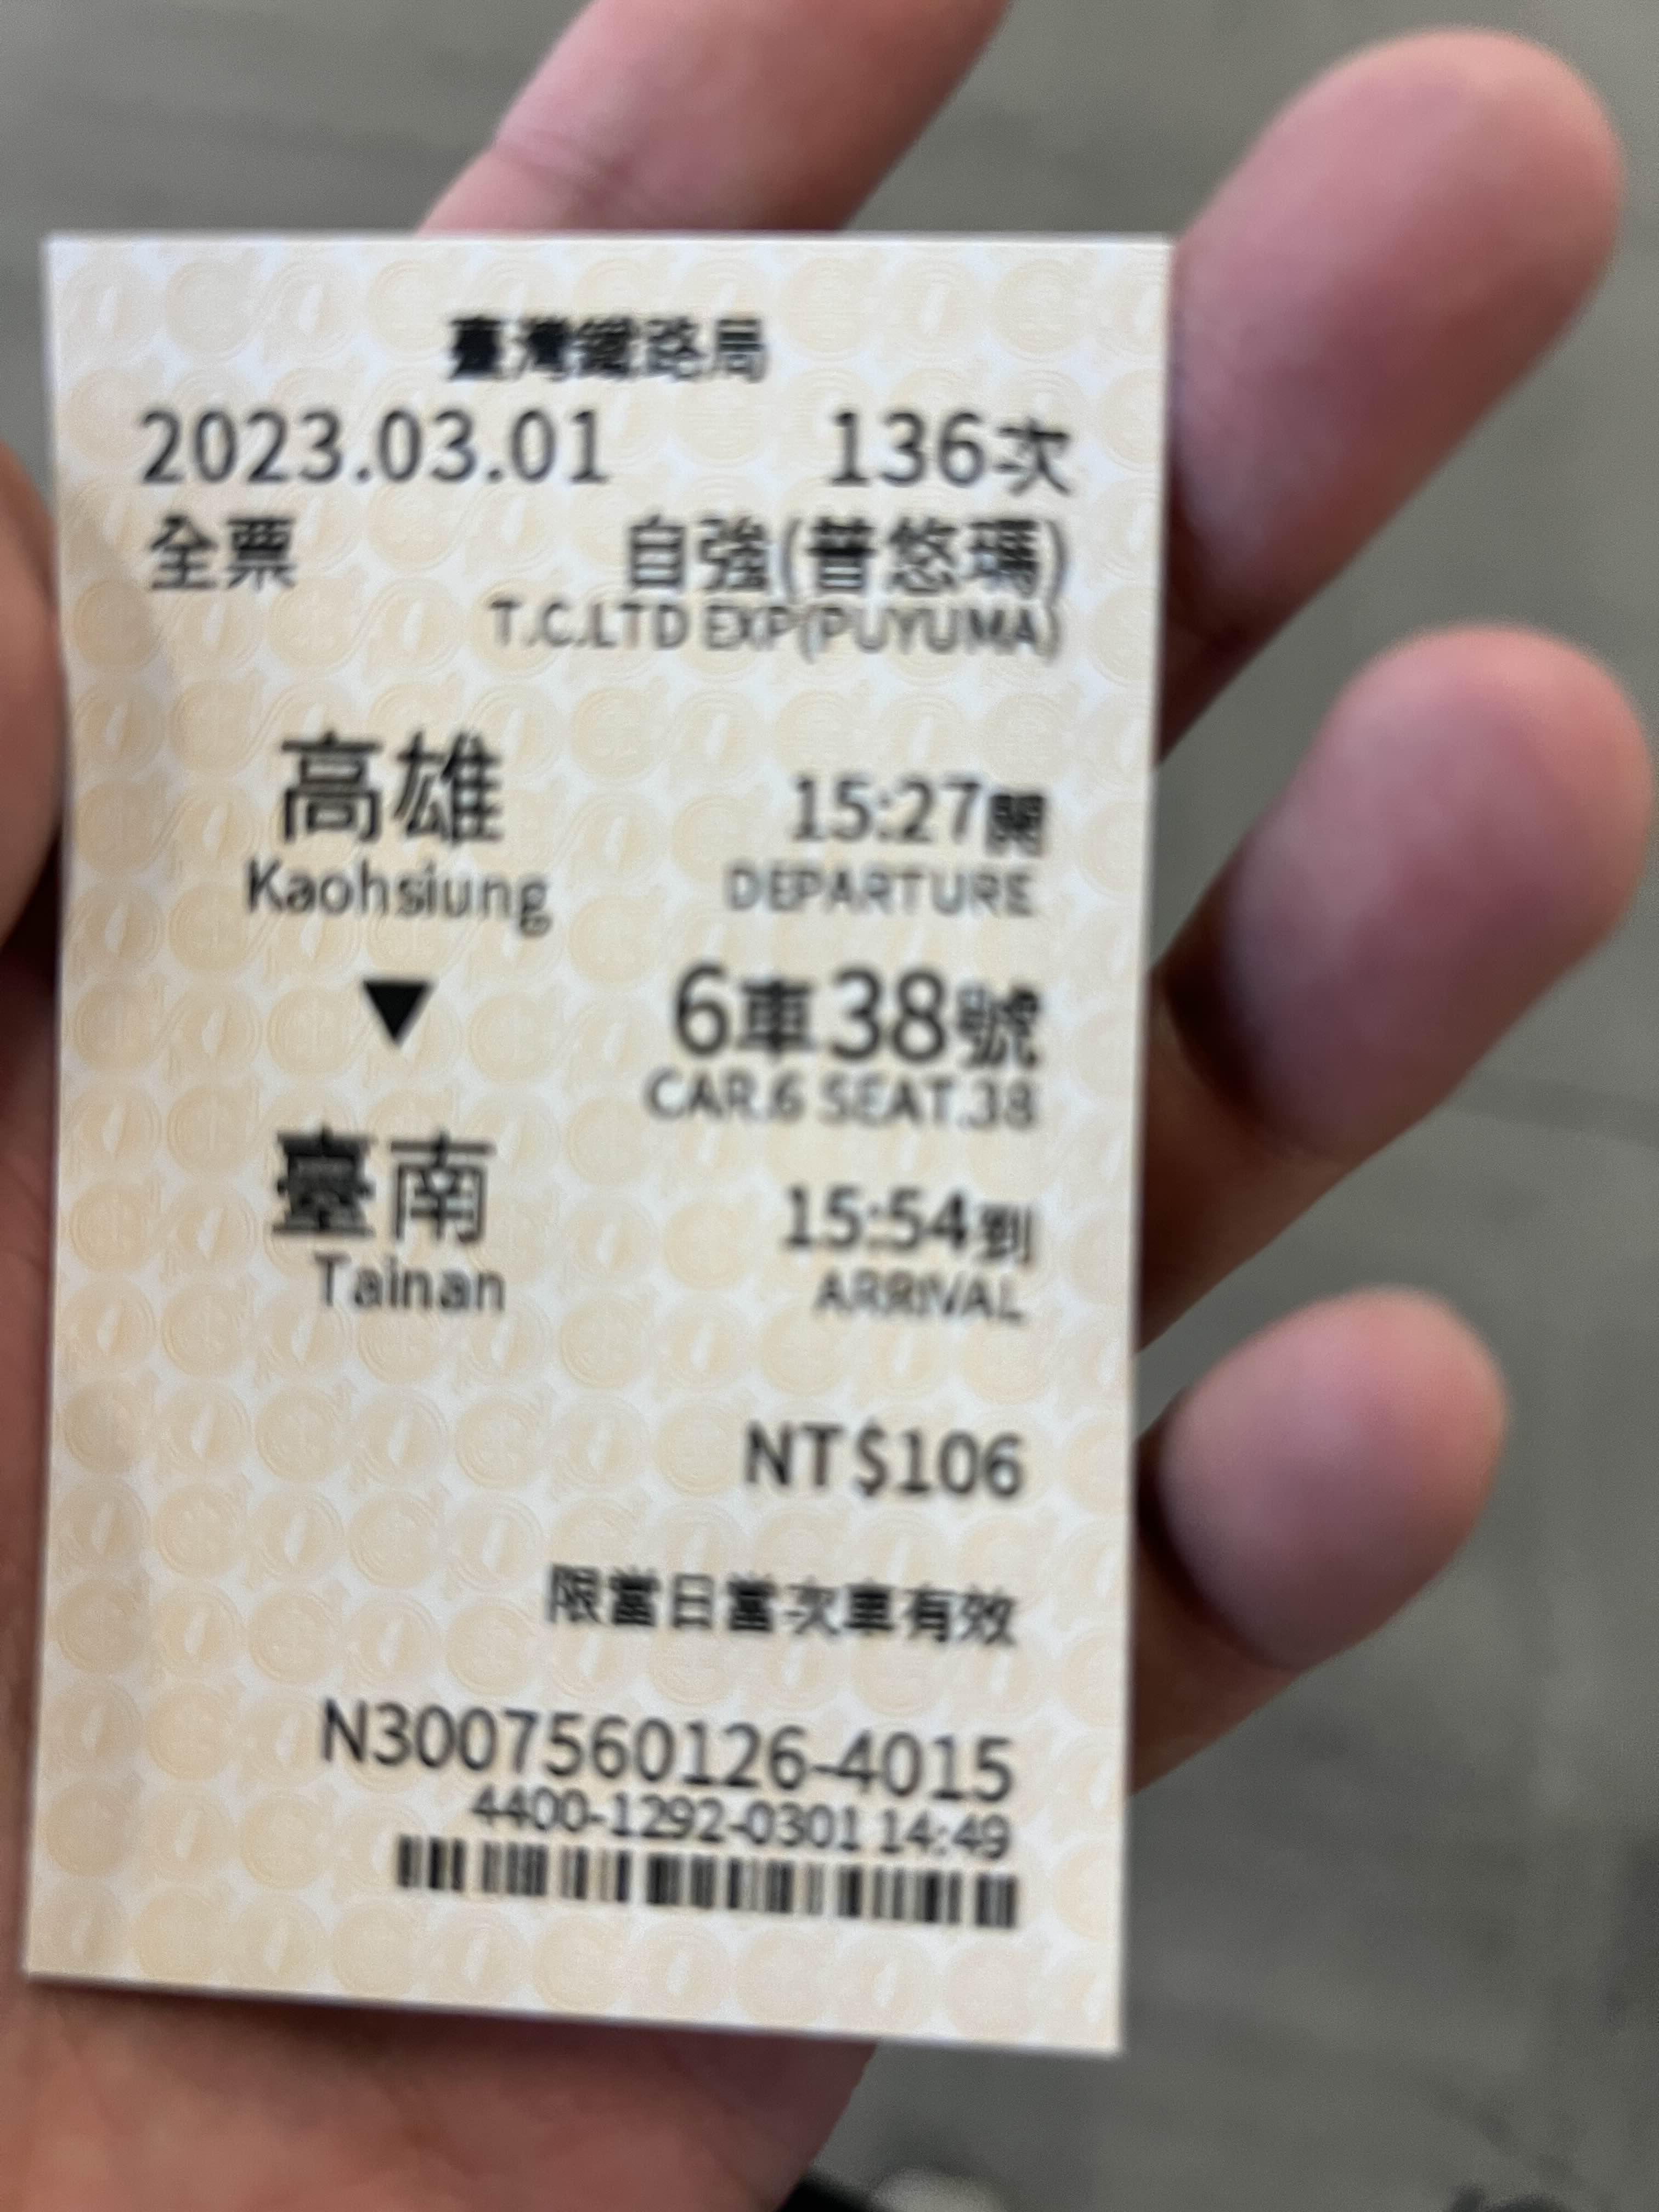 臺灣鐵路局
2023.03.01 136次
全票 自強(普悠瑪)
T.C.LTD EXP(PUYUMA)
高雄 15:27開
Kaohsiung DEPARTURE
▼ 6車38號
CAR.6 SEAT.38
臺南 15:54到
Tainan ARRIVAL
NT$106
限當日當次車有效
N3007560126-4015
4400-1292-0301 14:49